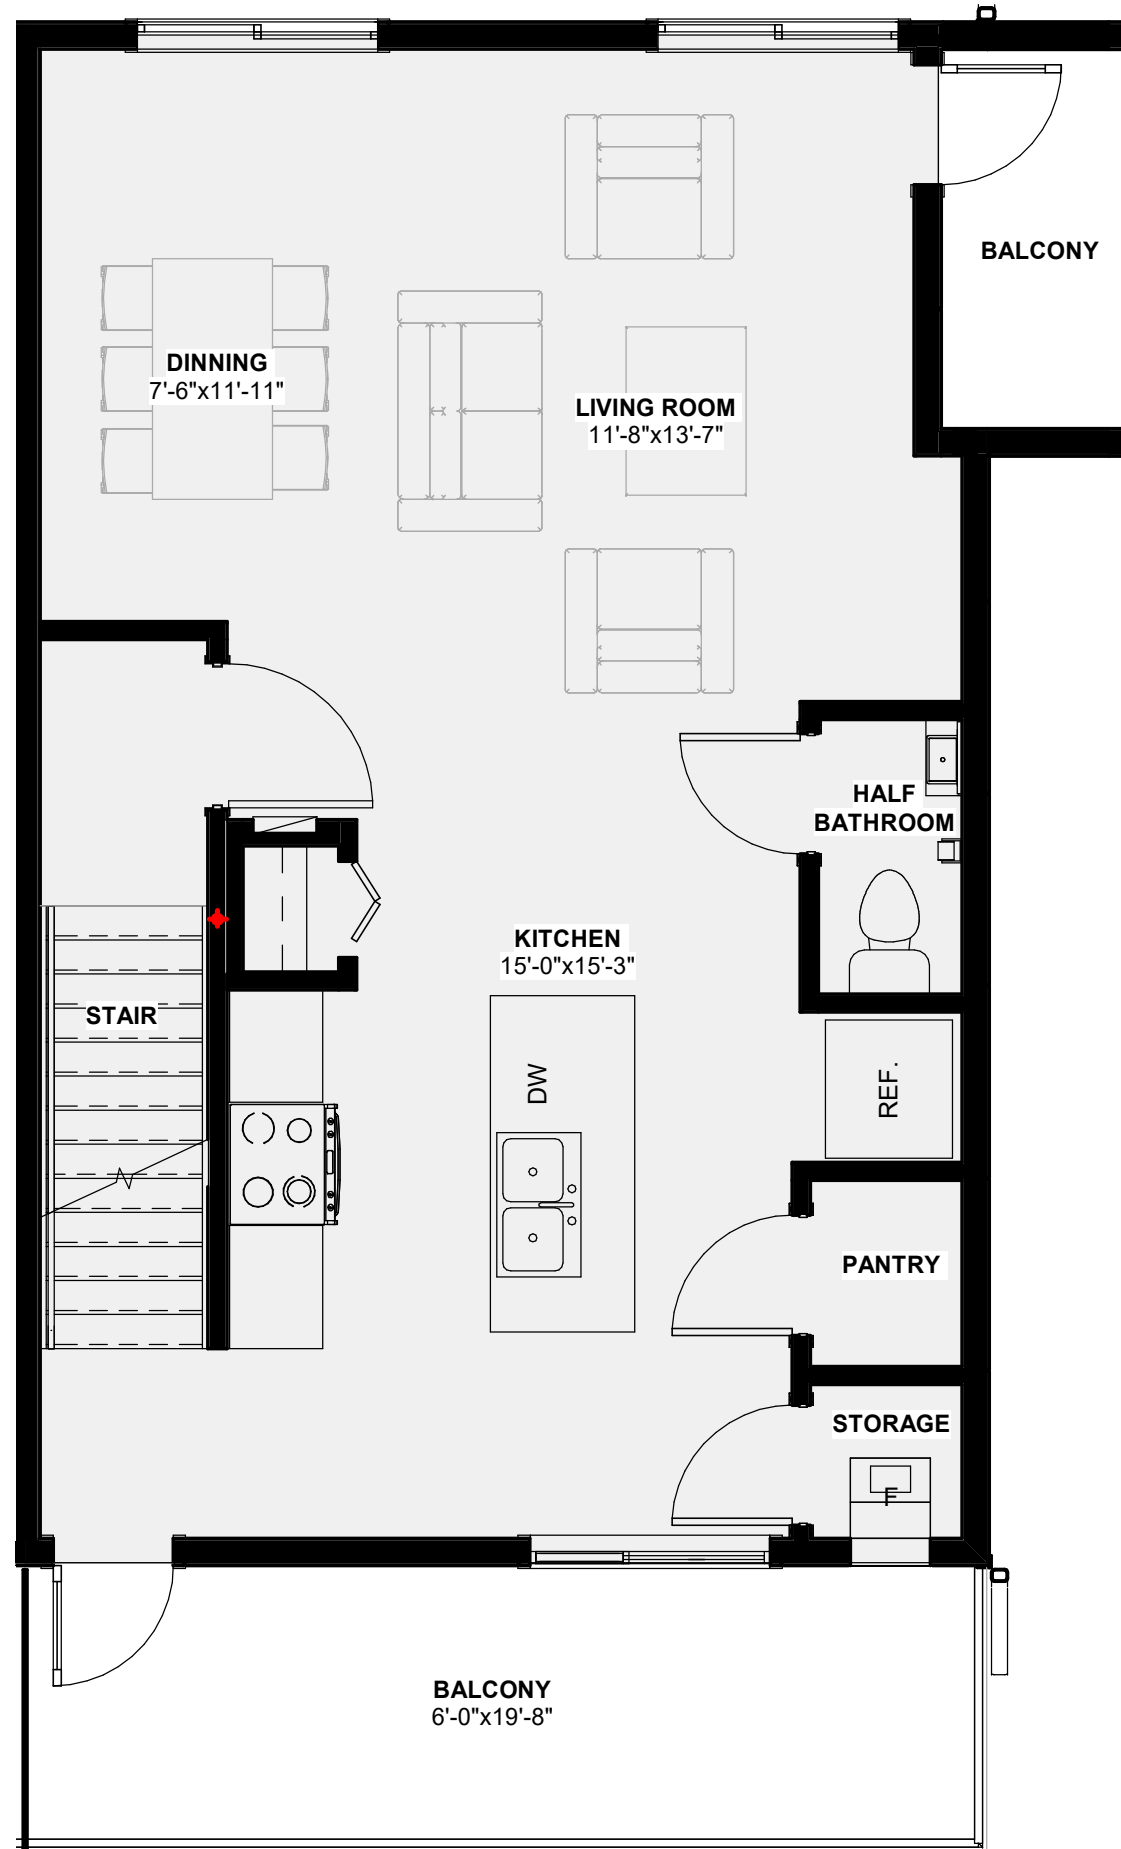 BALCONY
DINNING
7'-6"x11'-11"
LIVING ROOM
11'-8"x13'-7"
HALF
BATHROOM
KITCHEN
15'-0"x15'-3"
STAIR
DW
REF.
PANTRY
STORAGE
F
BALCONY
6'-0"x19'-8"